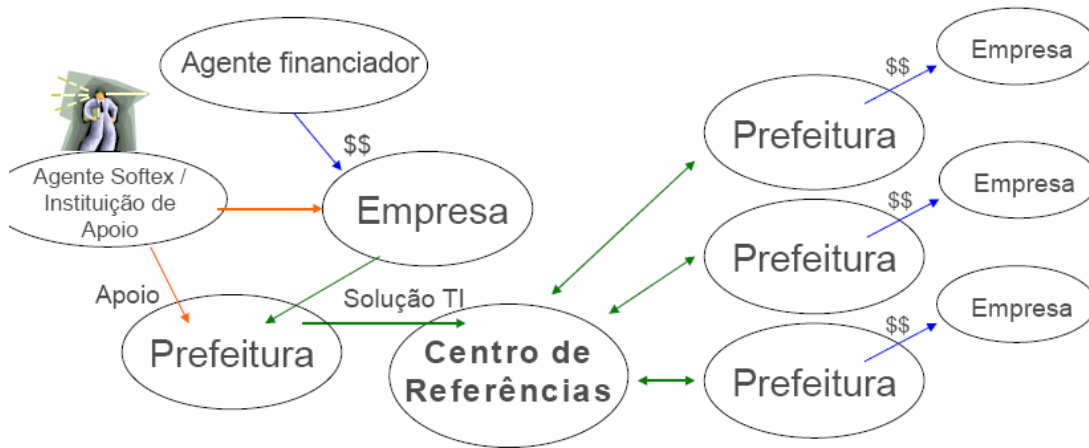 Agente financiador
$$
Agente Softex /
Instituição de
Apoio
Empresa
Apoio
Solução TI
Prefeitura
Centro de
Referências
Prefeitura
$$
Empresa
Prefeitura
$$
Empresa
Prefeitura
$$
Empresa